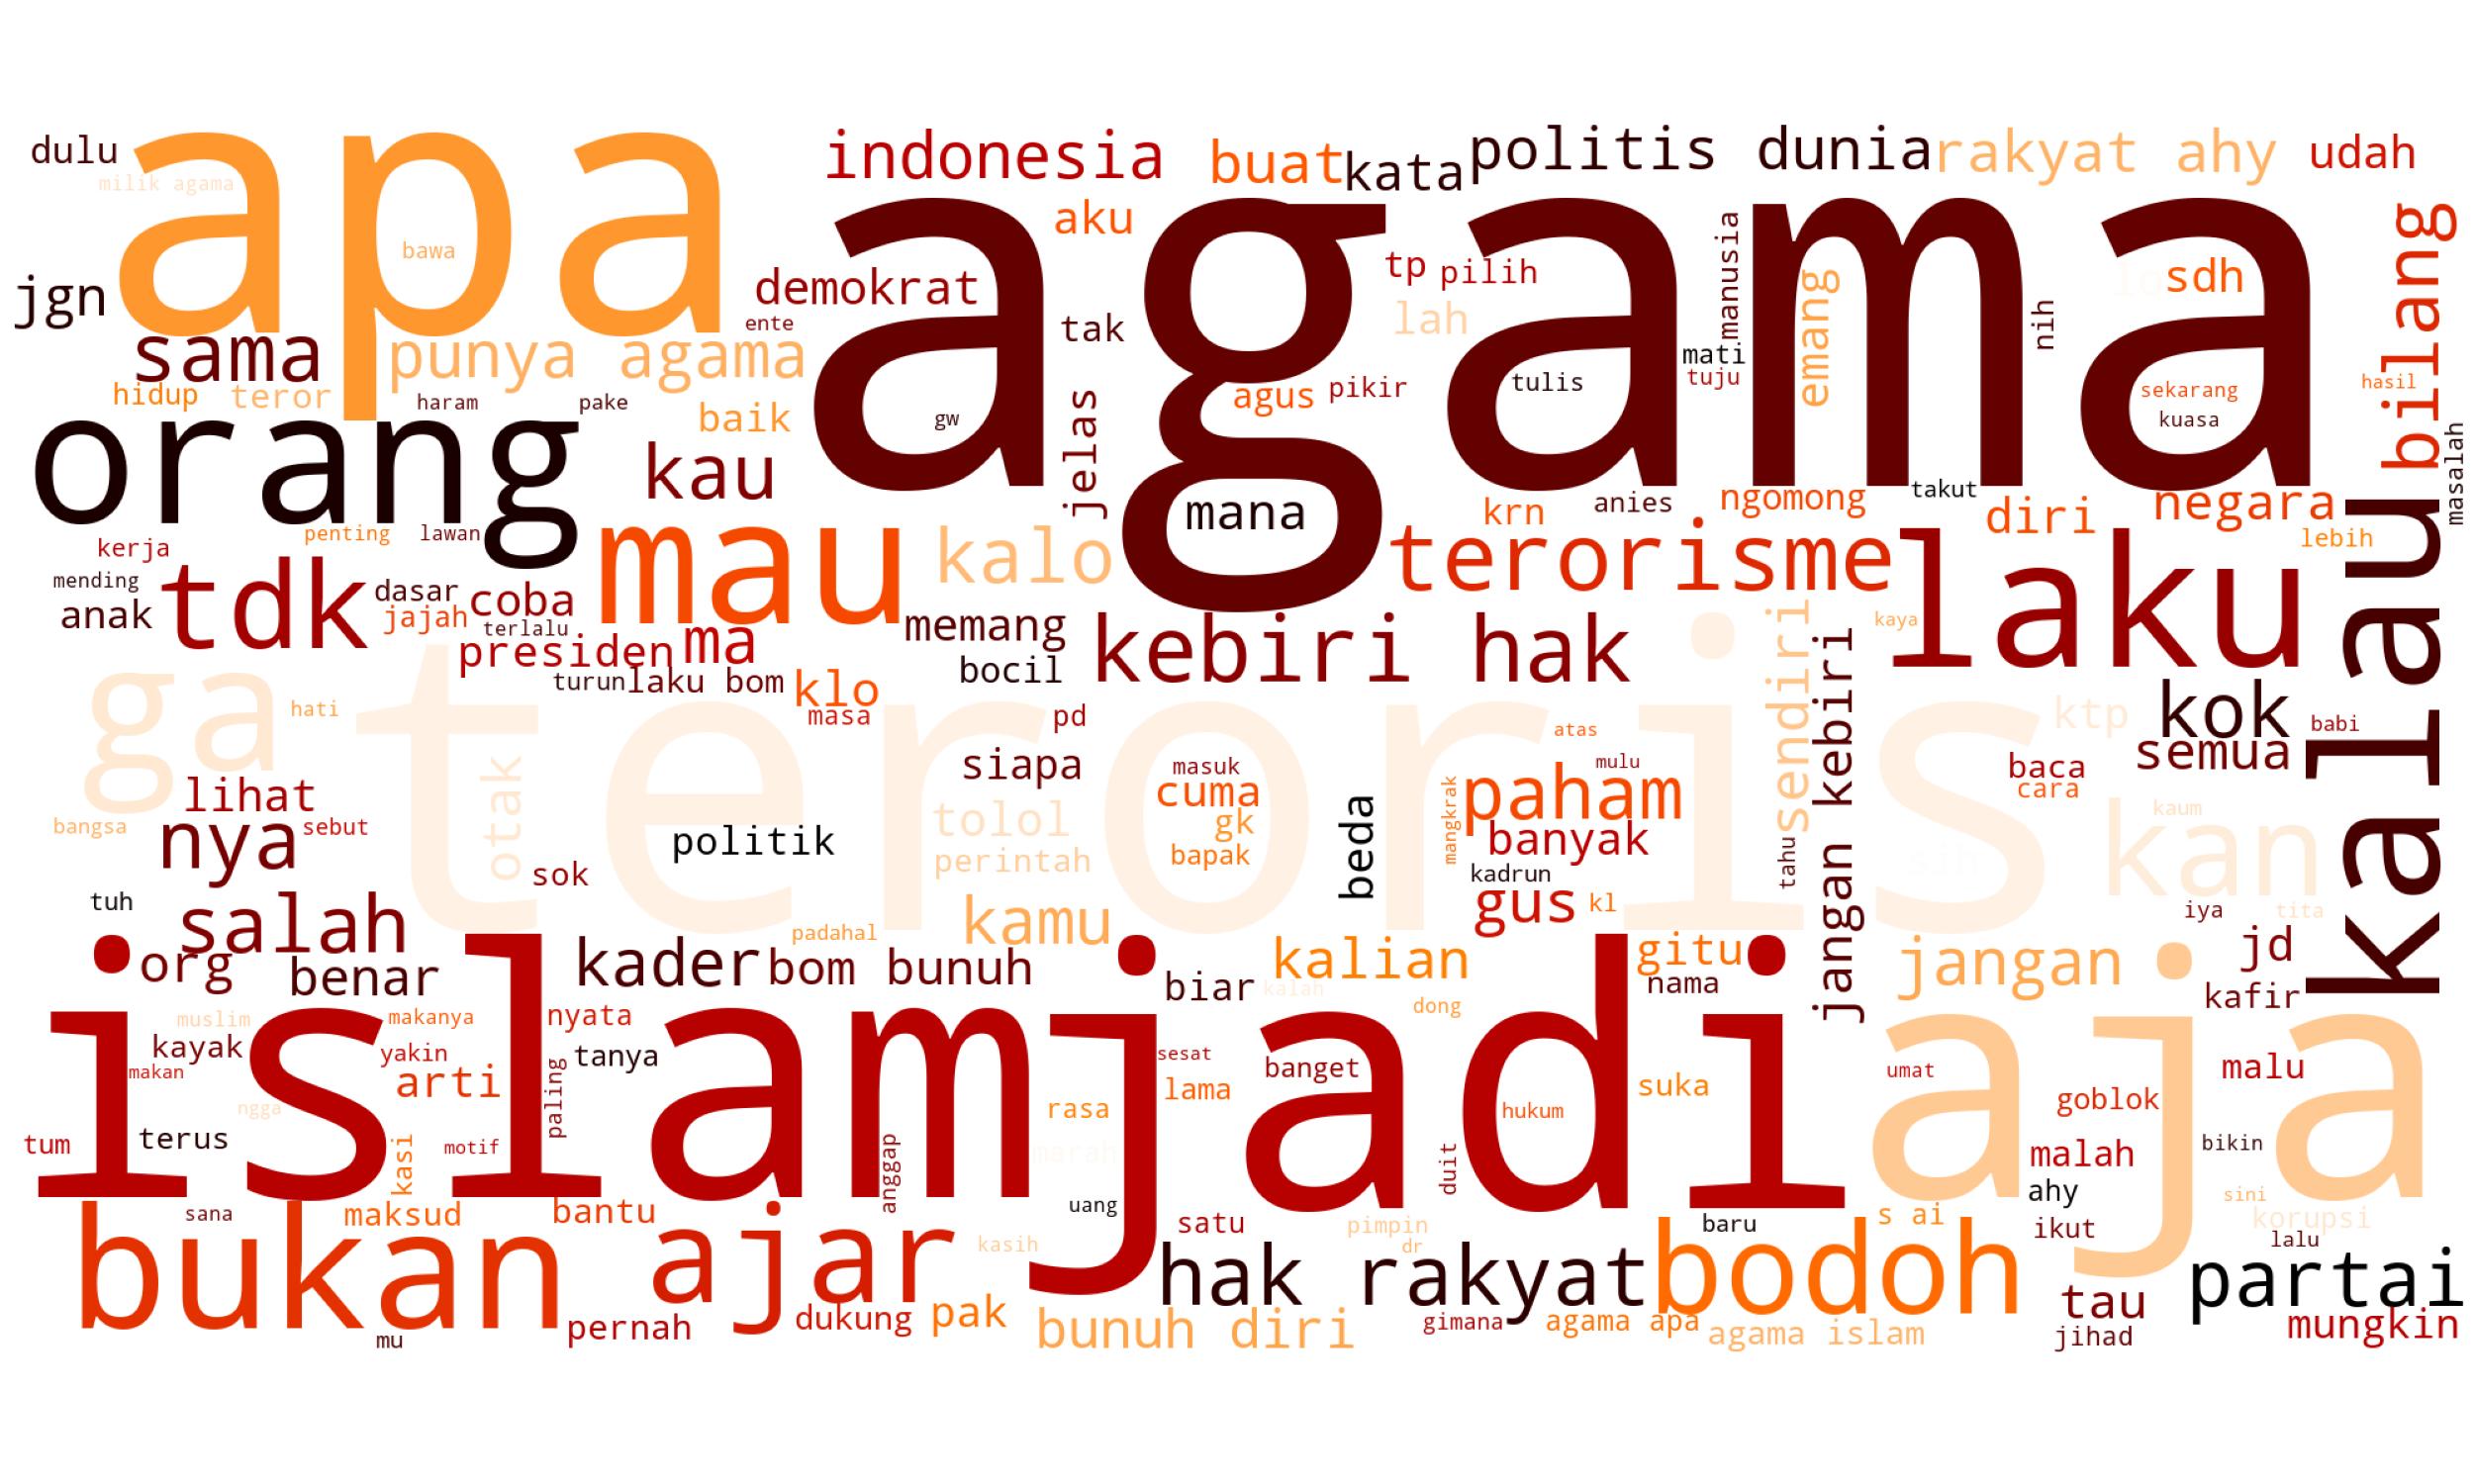 dulu
milik agama
apa
bawa
indonesia
aku
buat
kata
politis dunia
rakyat ahy
udah
jgn
demokrat
ente
tak
agama
tp
pilih
lah
manusia
emang
nih
sdh
bilang
sama
punya agama
hidup
teror
haram
pake
baik
gw
jelas
agus
pikir
tulis
mati
tuju
sekarang
kuasa
hasil
masalah
orang
kau
mana
krn
anies
ngomong
takut
diri
negara
lebih
kerja
penting
lawan
mau
kalo
terorisme
laku
kalau
mending
anak
tdk
dasar
jajah
coba
terlalu
presiden
ma
memang
bocil
kebiri hak
sendiri
jangan kebiri
kaya
turun
laku bom
klo
masa
pd
ga
hati
teroris
otak
siapa
masuk
cuma
gk
bapak
atas
mulu
mangkrak
paham
banyak
kadrun
ktp
kok
semua
babi
baca
cara
kan
kaum
lihat
bangsa
nya
sebut
sok
politik
tolol
perintah
beda
tahu
gus
kl
tuh
salah
org
benar
padahal
kader
bom bunuh
kamu
biar
kalah
kalian
gitu
nama
dong
jangan
iya
tita
jd
kafir
islam
muslim
makanya
kayak
makan
yakin
arti
nyata
tanya
paling
ngga
tum
terus
kasi
motif
anggap
jadi
sesat
lama
rasa
marah
banget
hukum
duit
suka
umat
aja
goblok
malu
malah
bikin
ahy
sini
korupsi
ikut
lalu
bukan
sana
maksud
bantu
ajar
uang
kasih
satu
pimpin
dr
baru
s ai
mu
pernah
dukung
pak
bunuh diri
hak rakyat
gimana
agama apa
bodoh
agama islam
tau
jihad
partai
mungkin